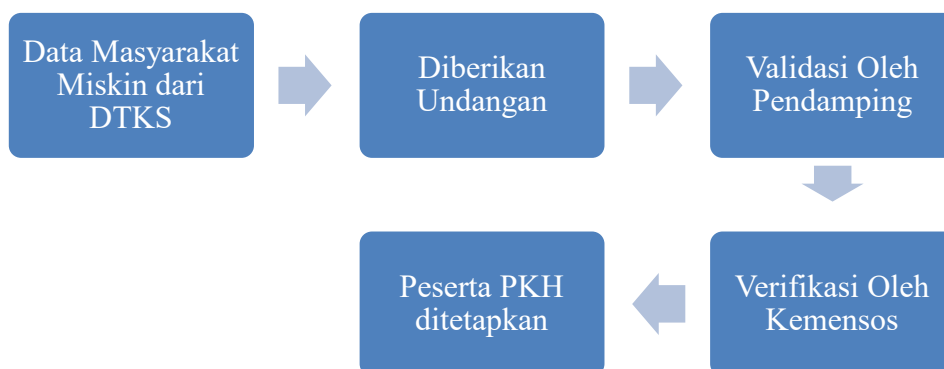 Data Masyarakat
Miskin dari
DTKS
Diberikan
Undangan
Validasi Oleh
Pendamping
Verifikasi Oleh
Kemensos
Peserta PKH
ditetapkan